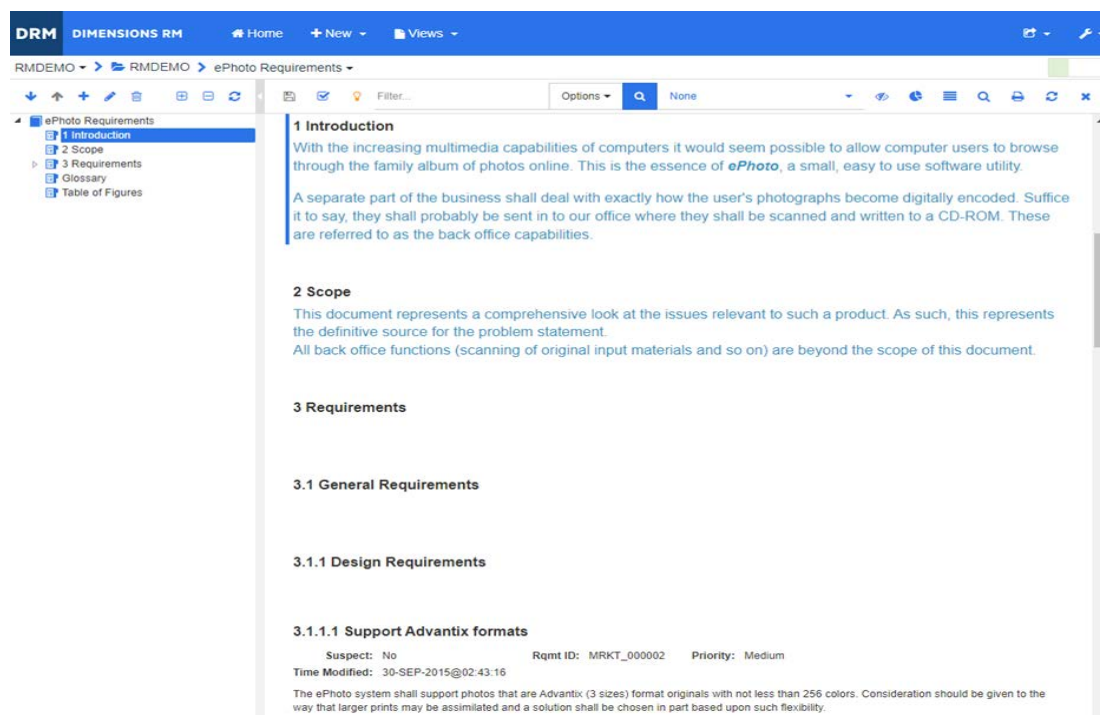 DRM DIMENSIONS RM Home New Views
RMDEMO > RMDEMO > ePhoto Requirements
Filter... Options None
ePhoto Requirements
1 Introduction
2 Scope
3 Requirements
Glossary
Table of Figures
1 Introduction
With the increasing multimedia capabilities of computers it would seem possible to allow computer users to browse
through the family album of photos online. This is the essence of ePhoto, a small, easy to use software utility.
A separate part of the business shall deal with exactly how the user's photographs become digitally encoded. Suffice
it to say, they shall probably be sent in to our office where they shall be scanned and written to a CD-ROM. These
are referred to as the back office capabilities.
2 Scope
This document represents a comprehensive look at the issues relevant to such a product. As such, this represents
the definitive source for the problem statement.
All back office functions (scanning of original input materials and so on) are beyond the scope of this document.
3 Requirements
3.1 General Requirements
3.1.1 Design Requirements
3.1.1.1 Support Advantix formats
Suspect: No Rqmt ID: MRKT_000002 Priority: Medium
Time Modified: 30-SEP-2015@02:43:16
The ePhoto system shall support photos that are Advantix (3 sizes) format originals with not less than 256 colors. Consideration should be given to the
way that larger prints may be assimilated and a solution shall be chosen in part based upon such flexibility.